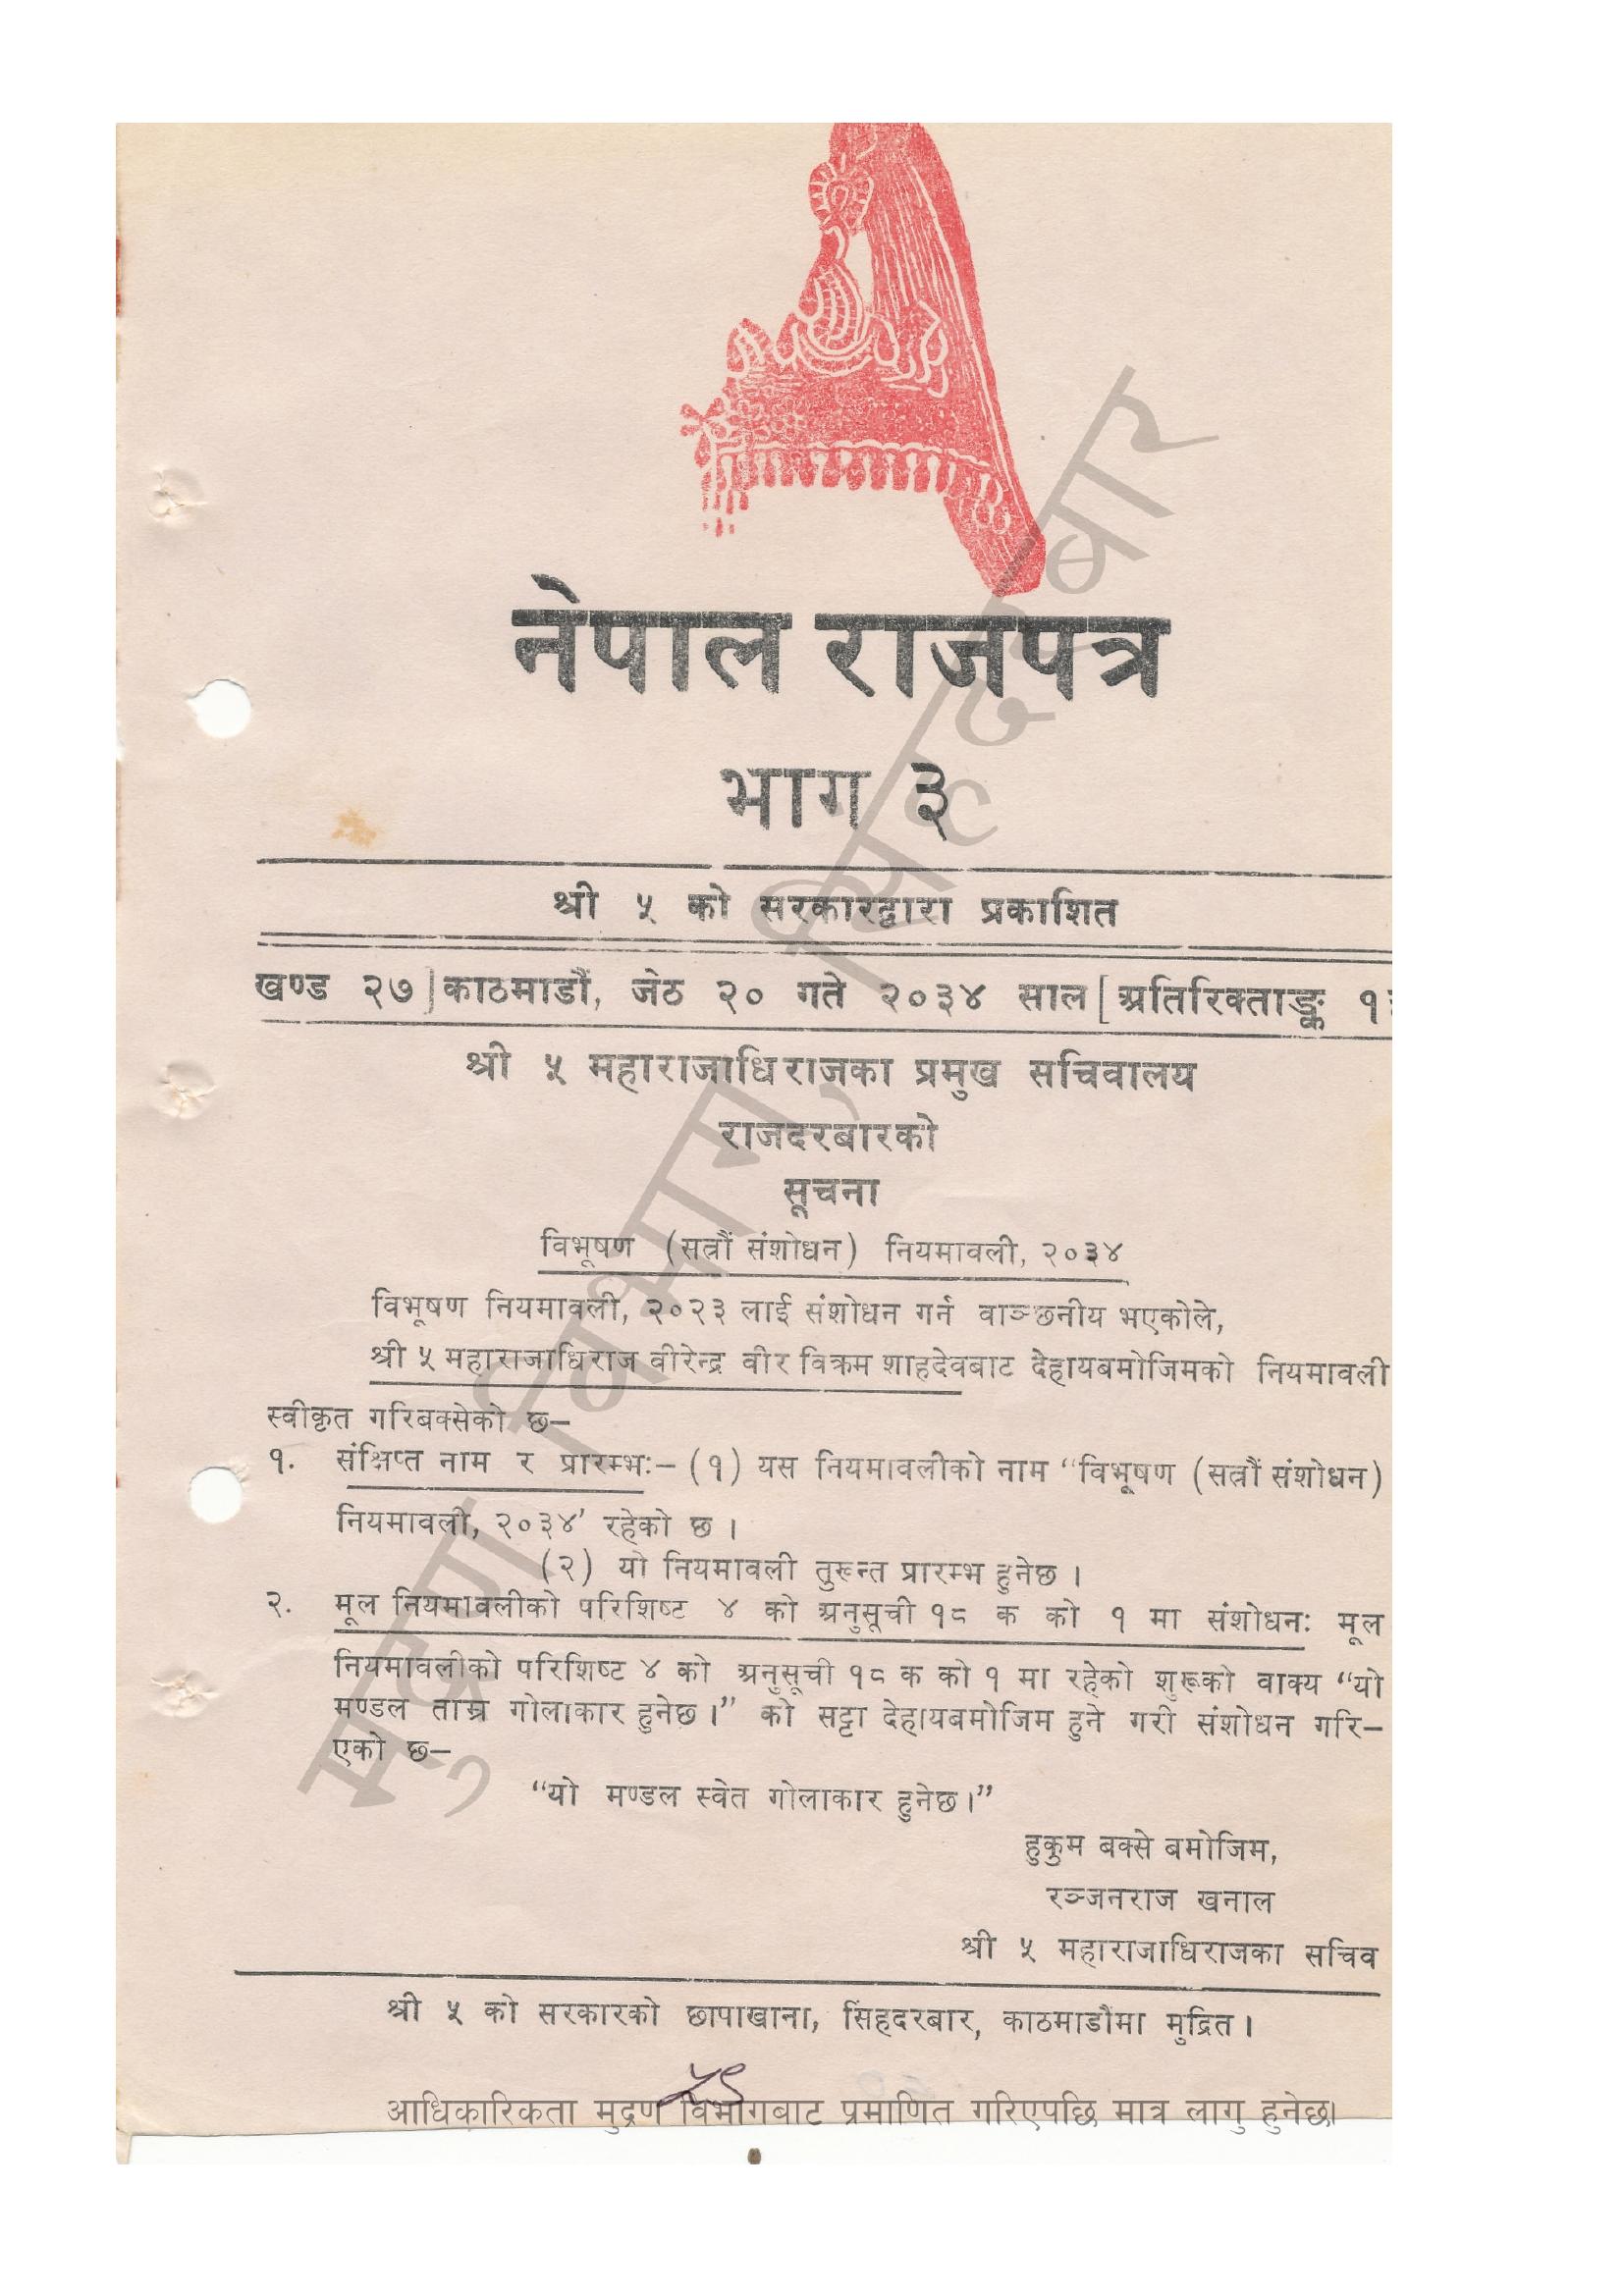 नेपाल राजपत्र
भाग ३
श्री ५ को सरकारद्वारा प्रकाशित
खण्ड २७] काठमाडौं, जेठ २० गते २०३४ साल [अतिरिक्ताङ्क
श्री ५ महाराजाधिराजका प्रमुख सचिवालय
राजदरबारको
सूचना
विभूषण (सत्रौं संशोधन) नियमावली, २०३४
विभूषण नियमावली, २०२३ लाई संशोधन गर्न वाञ्छनीय भएकोले,
श्री ५ महाराजाधिराज वीरेन्द्र वीर विक्रम शाहदेवबाट देहायबमोजिमको नियमावली
स्वीकृत गरिबक्सेको छ–
१. संक्षिप्त नाम र प्रारम्भः– (१) यस नियमावलीको नाम “विभूषण (सत्रौं संशोधन)
नियमावली, २०३४’ रहेको छ ।
(२) यो नियमावली तुरून्त प्रारम्भ हुनेछ ।
२. मूल नियमावलीको परिशिष्ट ४ को अनुसूची १८ क को १ मा संशोधनः मूल
नियमावलीको परिशिष्ट ४ को अनुसूची १८ क को १ मा रहेको शुरूको वाक्य “यो
मण्डल ताम्र गोलाकार हुनेछ ।” को सट्टा देहायबमोजिम हुने गरी संशोधन गरि–
एको छ–
“यो मण्डल स्वेत गोलाकार हुनेछ ।”
हुकुम बक्से बमोजिम,
रञ्जनराज खनाल
श्री ५ महाराजाधिराजका सचिव
श्री ५ को सरकारको छापाखाना, सिंहदरबार, काठमाडौंमा मुद्रित ।
५९
आधिकारिकता मुद्रण विभागबाट प्रमाणित गरिएपछि मात्र लागु हुनेछ।
मुद्रण विभाग, सिंहदरबार